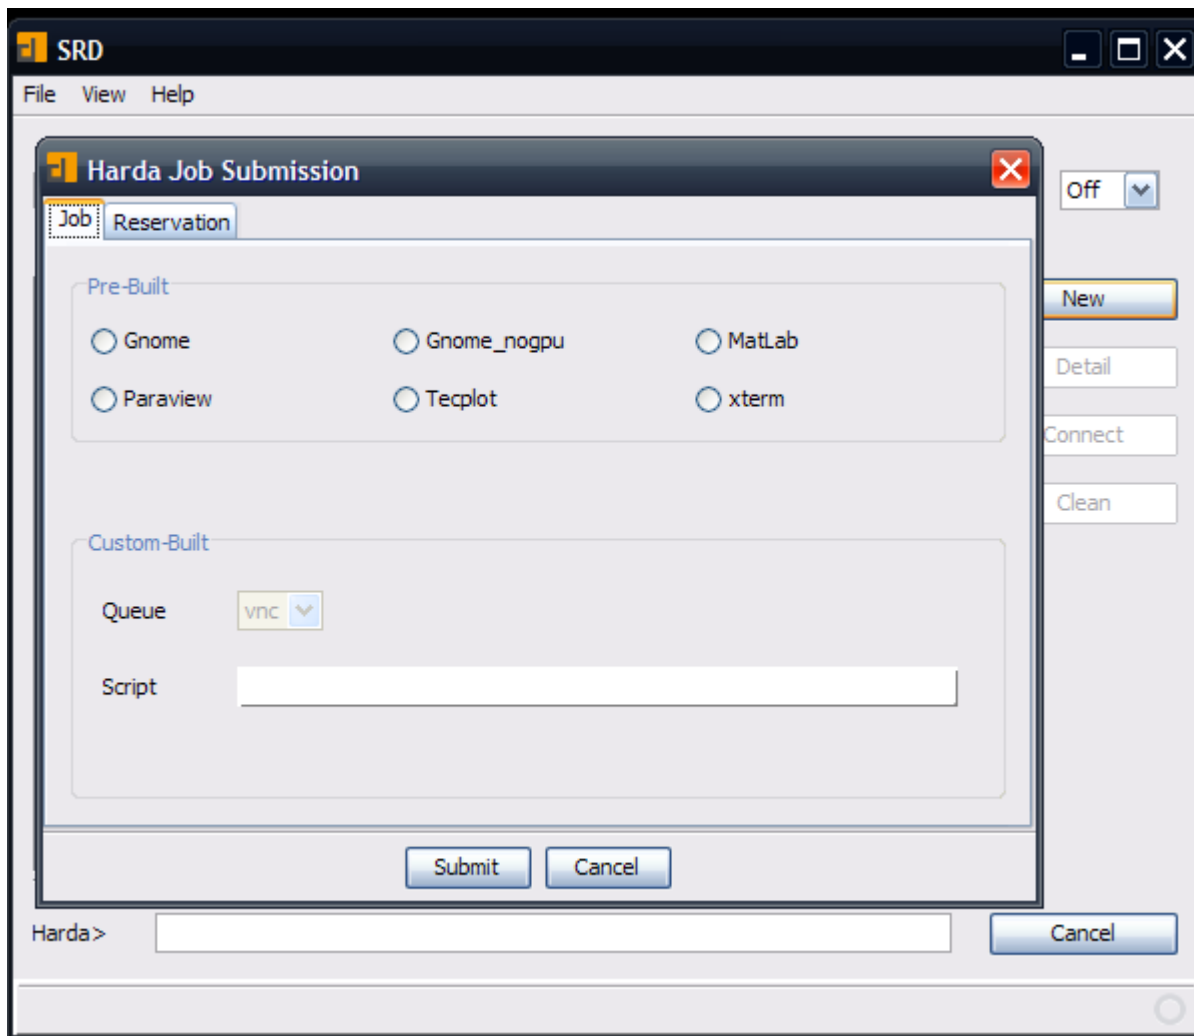 SRD
File View Help
Harda Job Submission
Off
Job Reservation
Pre-Built
New
Gnome Gnome_nogpu MatLab
Detail
Paraview Tecplot xterm
Connect
Clean
Custom-Built
Queue vnc
Script
Submit Cancel
Harda> Cancel